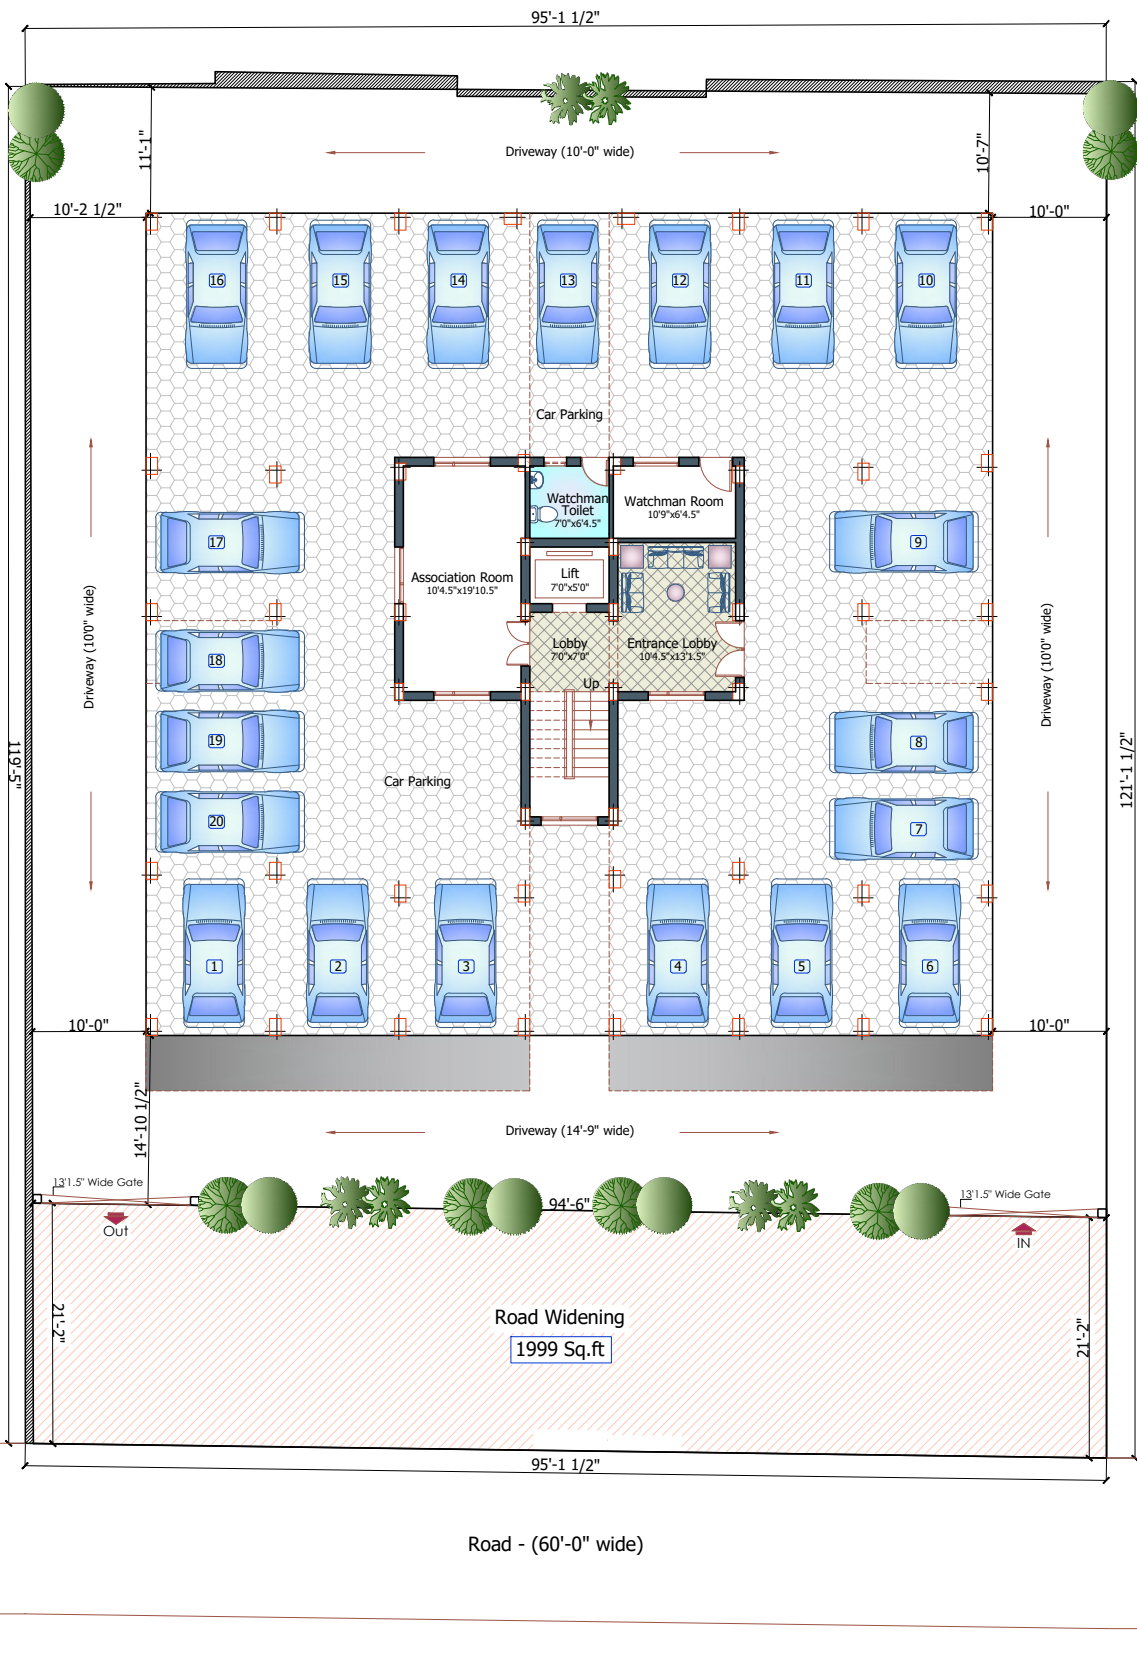 95'-1 1/2"
11'-1"
Driveway (10'-0" wide)
10'-7"
10'-2 1/2"
10'-0"
16
15
14
13
12
11
10
Car Parking
Watchman
Toilet
7'0"x6'4.5"
Watchman Room
10'9"x6'4.5"
17
9
Association Room
10'4.5"x19'10.5"
Lift
7'0"x5'0"
Driveway (10'0" wide)
Driveway (10'0" wide)
Lobby
7'0"x7'0"
Entrance Lobby
10'4.5"x13'1.5"
18
Up
19
8
119'-5"
121'-1 1/2"
Car Parking
20
7
1
2
3
4
5
6
10'-0"
10'-0"
14'-10 1/2"
Driveway (14'-9" wide)
13'1.5" Wide Gate
13'1.5" Wide Gate
94'-6"
Out
IN
21'-2"
Road Widening
1999 Sq.ft
21'-2"
95'-1 1/2"
Road - (60'-0" wide)